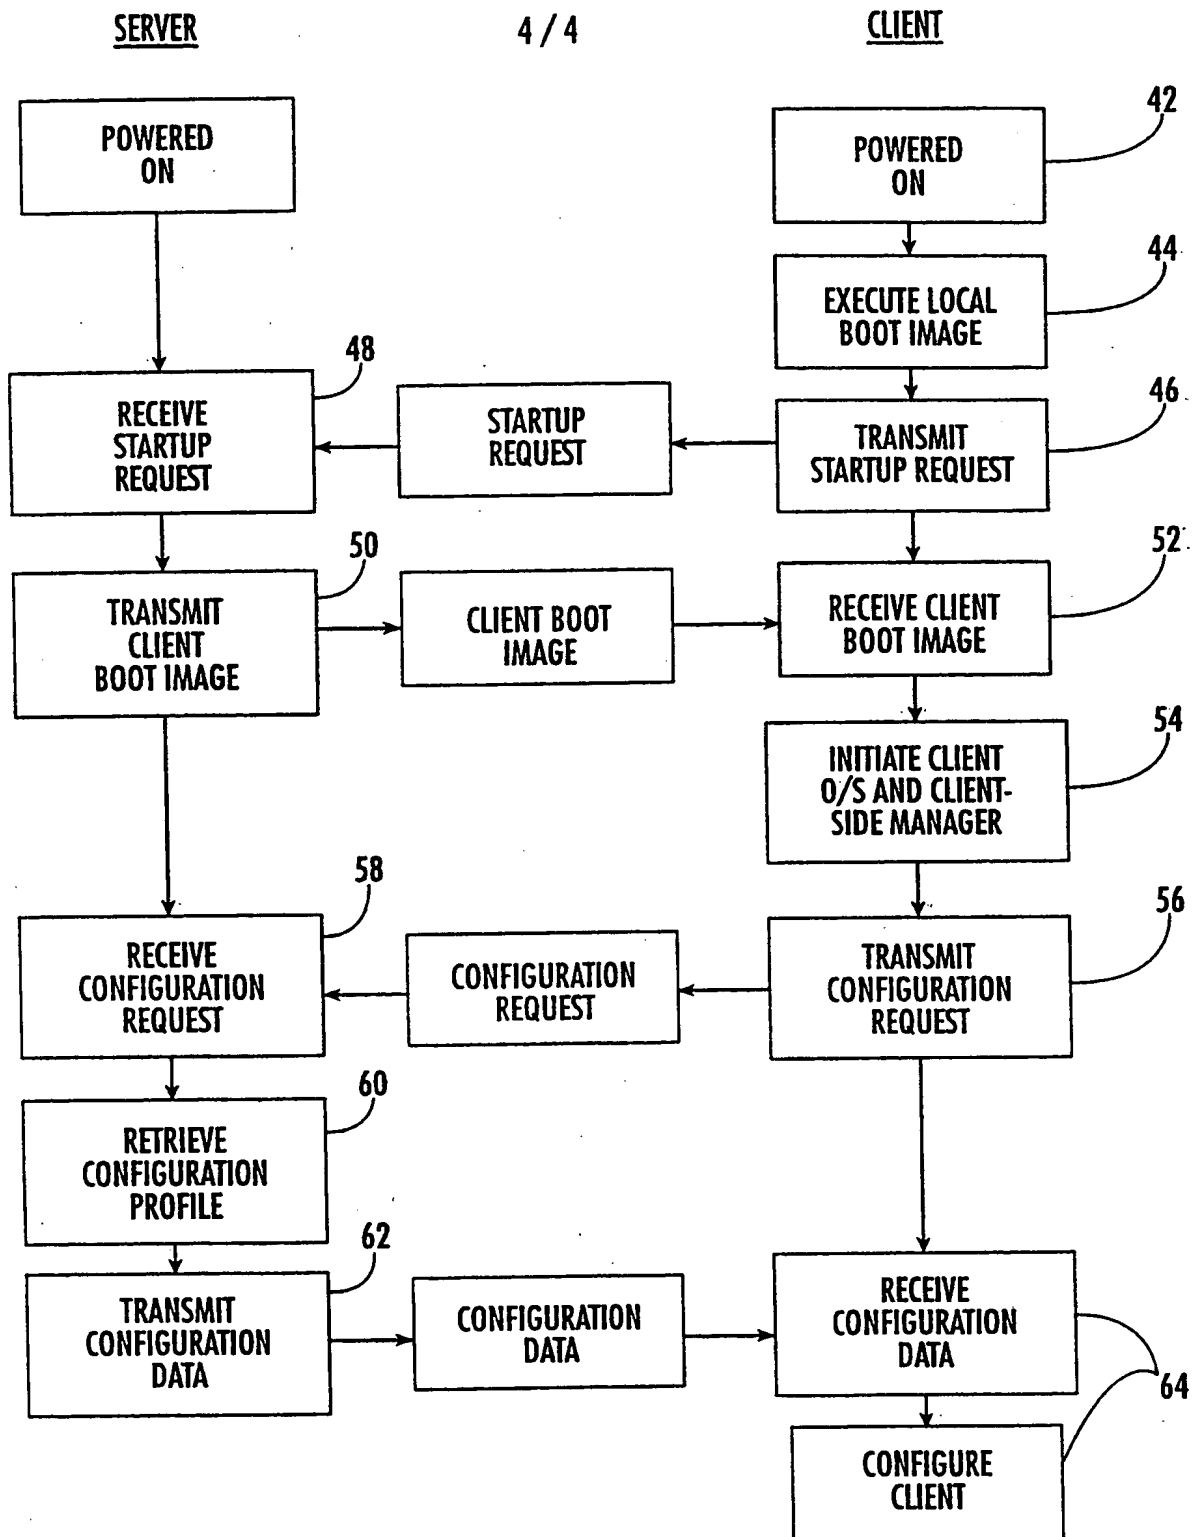 SERVER
4/4
CLIENT
POWERED
ON
POWERED
ON
42
EXECUTE LOCAL
BOOT IMAGE
44
RECEIVE
STARTUP
REQUEST
48
STARTUP
REQUEST
TRANSMIT
STARTUP REQUEST
46
TRANSMIT
CLIENT
BOOT IMAGE
50
CLIENT BOOT
IMAGE
RECEIVE CLIENT
BOOT IMAGE
52
INITIATE CLIENT
O/S AND CLIENT-
SIDE MANAGER
54
RECEIVE
CONFIGURATION
REQUEST
58
CONFIGURATION
REQUEST
TRANSMIT
CONFIGURATION
REQUEST
56
RETRIEVE
CONFIGURATION
PROFILE
60
TRANSMIT
CONFIGURATION
DATA
62
CONFIGURATION
DATA
RECEIVE
CONFIGURATION
DATA
64
CONFIGURE
CLIENT